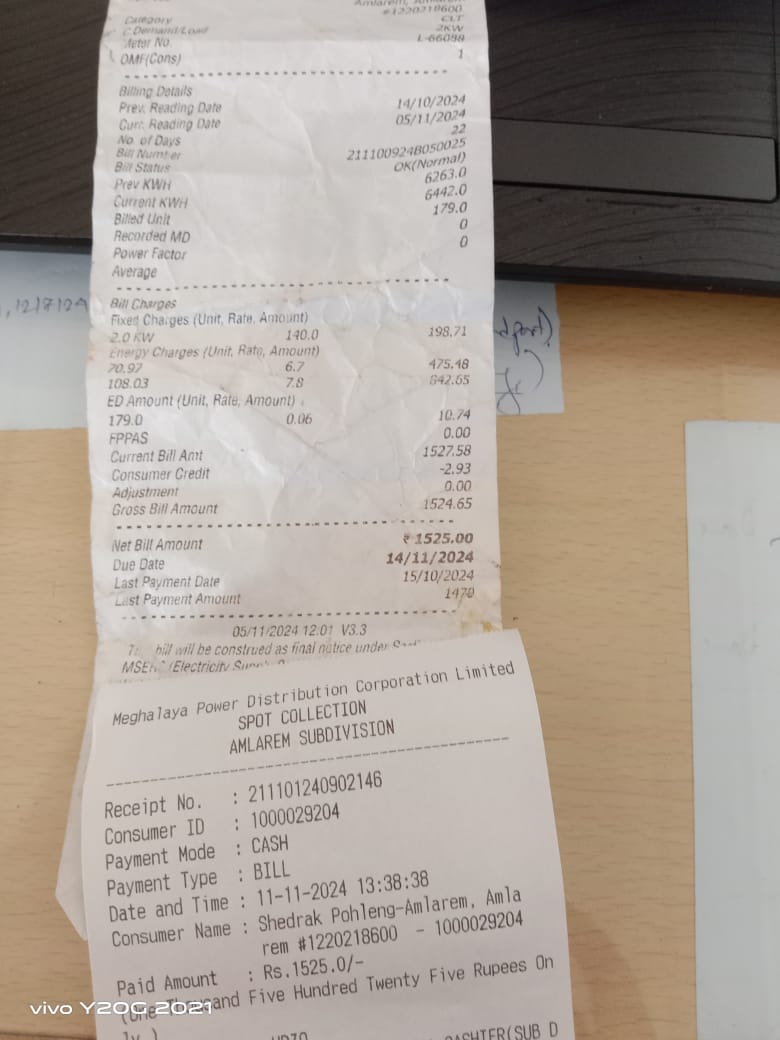 Amlarem, Amlarem
#1220218600
Category CLT
C.Demand/Load 2KW
Meter No. L-66088
OMF(Cons) 1
Billing Details
Prev. Reading Date 14/10/2024
Curr. Reading Date 05/11/2024
No. of Days 22
Bill Number 211100924B050025
Bill Status OK(Normal)
Prev KWH 6263.0
Current KWH 6442.0
Billed Unit 179.0
Recorded MD 0
Power Factor 0
Average
Bill Charges
Fixed Charges (Unit, Rate, Amount)
2.0 KW 140.0 198.71
Energy Charges (Unit, Rate, Amount)
70.97 6.7 475.48
108.03 7.8 842.65
ED Amount (Unit, Rate, Amount)
179.0 0.06 10.74
FPPAS 0.00
Current Bill Amt 1527.58
Consumer Credit -2.93
Adjustment 0.00
Gross Bill Amount 1524.65
Net Bill Amount ₹ 1525.00
Due Date 14/11/2024
Last Payment Date 15/10/2024
Last Payment Amount 1470
05/11/2024 12:01 V3.3
bill will be construed as final notice under
(Electricity
Meghalaya Power Distribution Corporation Limited
SPOT COLLECTION
AMLAREM SUBDIVISION
Receipt No. : 211101240902146
Consumer ID : 1000029204
Payment Mode : CASH
Payment Type : BILL
Date and Time : 11-11-2024 13:38:38
Consumer Name : Shedrak Pohleng-Amlarem, Amla
rem #1220218600 - 1000029204
Paid Amount : Rs.1525.0/-
(One Thousand Five Hundred Twenty Five Rupees On
ly )
CASHIER(SUB D
vivo Y20G 2021